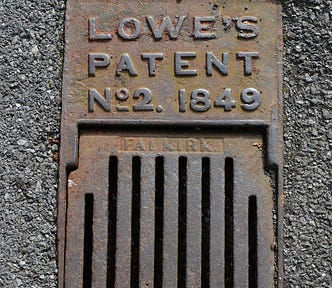 LOWE'S
PATENT
No2. 1849
FALKIRK